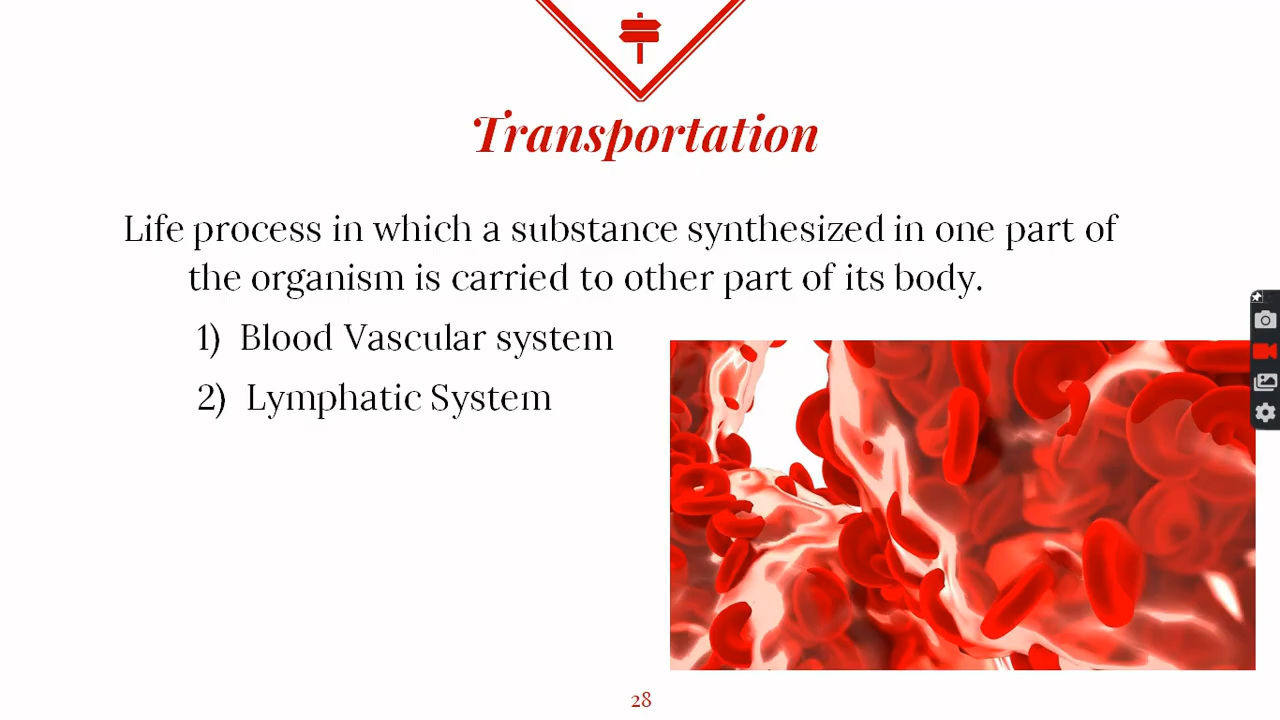 Transportation
Life process in which a substance synthesized in one part of
the organism is carried to other part of its body.
1) Blood Vascular system
2) Lymphatic System
28